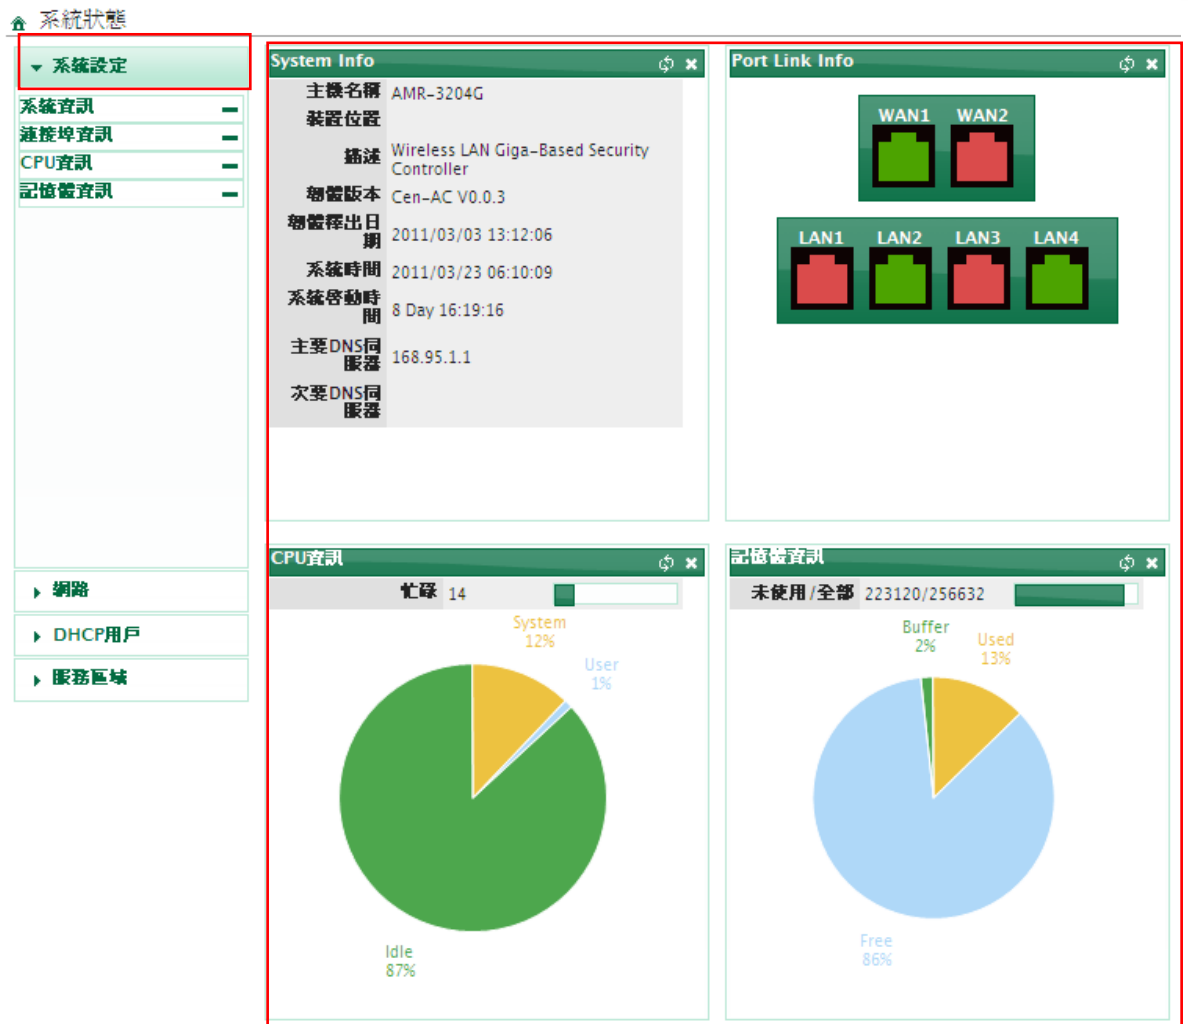 系統狀態
系統設定
系統資訊
連接埠資訊
CPU資訊
記憶體資訊
網路
DHCP用戶
服務區域
System Info
主機名稱 AMR-3204G
裝置位置
描述 Wireless LAN Giga-Based Security
Controller
韌體版本 Cen-AC V0.0.3
韌體釋出日
期 2011/03/03 13:12:06
系統時間 2011/03/23 06:10:09
系統啓動時
間 8 Day 16:19:16
主要DNS伺
服器 168.95.1.1
次要DNS伺
服器
Port Link Info
WAN1 WAN2
LAN1 LAN2 LAN3 LAN4
CPU資訊
忙碌 14
System
12%
User
1%
Idle
87%
記憶體資訊
未使用/全部 223120/256632
Buffer
2%
Used
13%
Free
86%